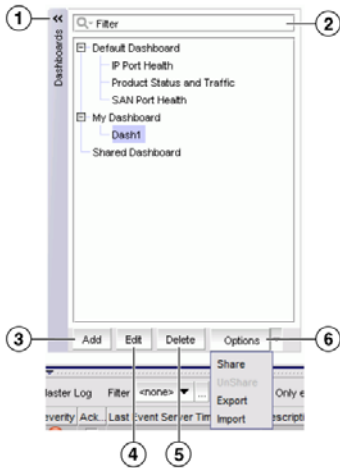 1
«
Dashboards
Filter
2
Default Dashboard
IP Port Health
Product Status and Traffic
SAN Port Health
My Dashboard
Dash1
Shared Dashboard
3
Add Edit Delete Options
6
Share
UnShare
Export
Import
Master Log Filter <none> ... Only e
everity Ack.. Last Event Server Tim escripti
4
5